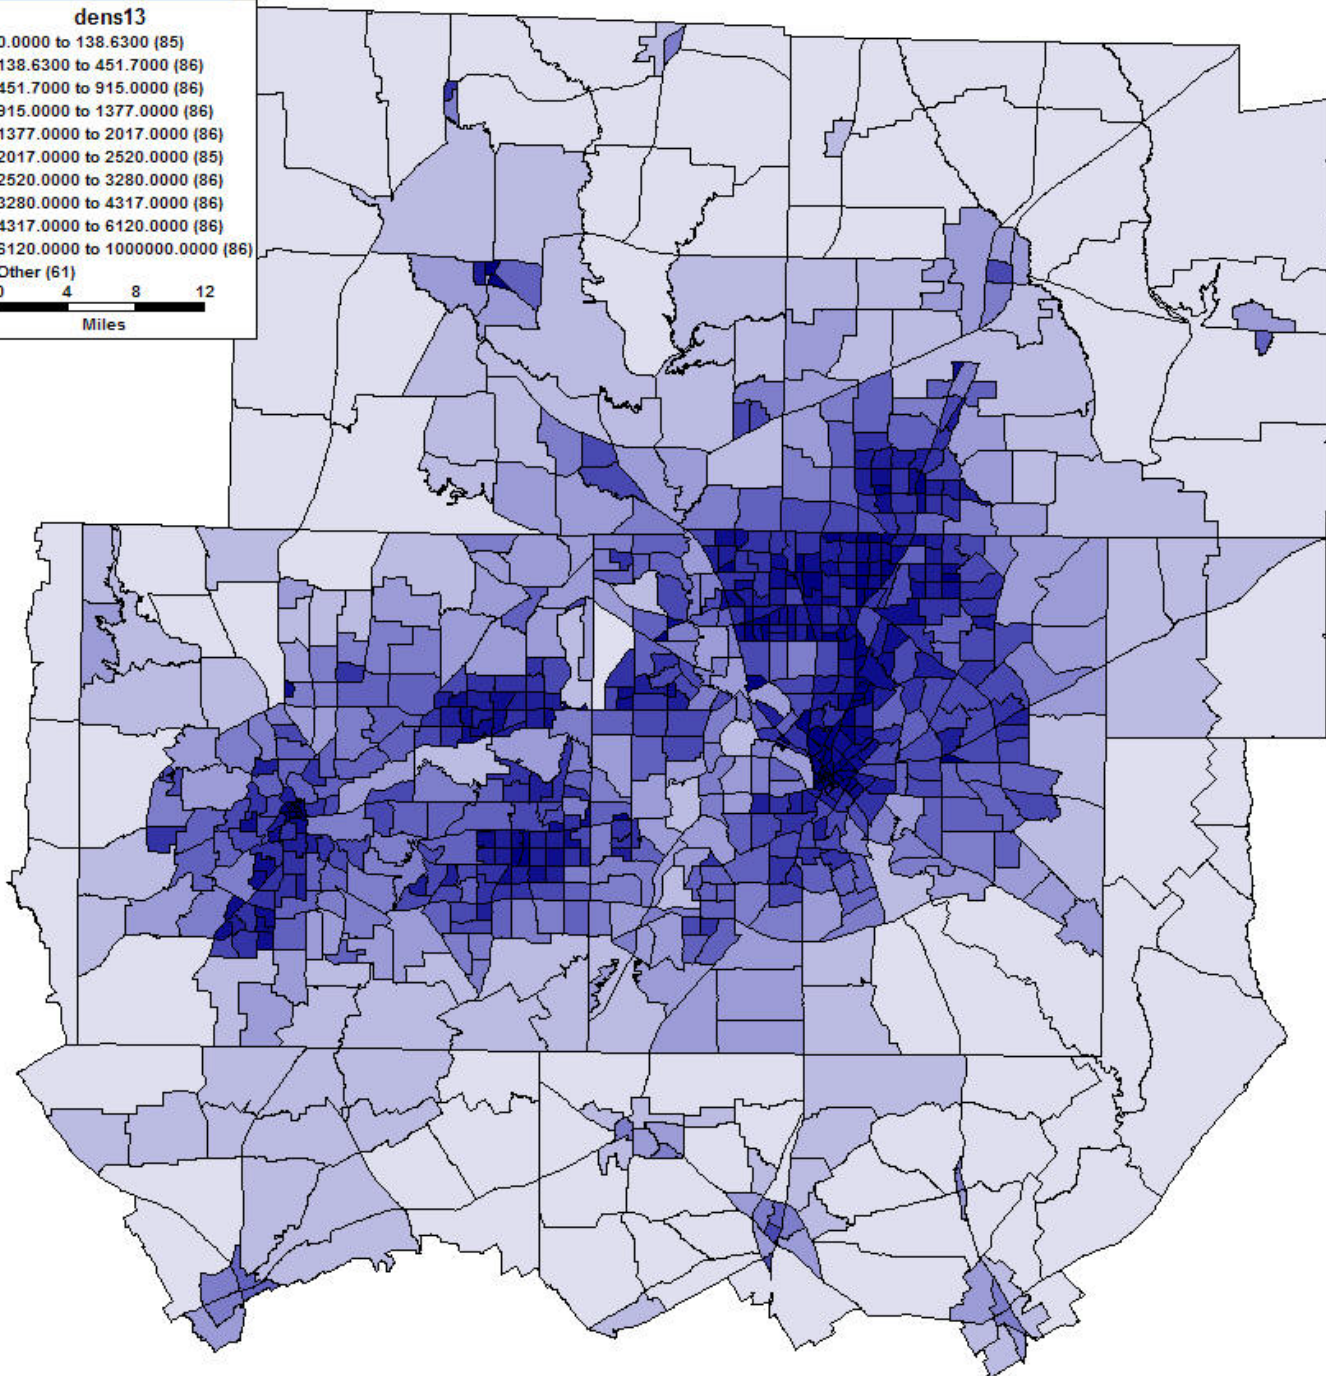 dens13
0.0000 to 138.6300 (85)
138.6300 to 451.7000 (86)
451.7000 to 915.0000 (86)
915.0000 to 1377.0000 (86)
1377.0000 to 2017.0000 (86)
2017.0000 to 2520.0000 (85)
2520.0000 to 3280.0000 (86)
3280.0000 to 4317.0000 (86)
4317.0000 to 6120.0000 (86)
6120.0000 to 1000000.0000 (86)
Other (61)
0 4 8 12
Miles